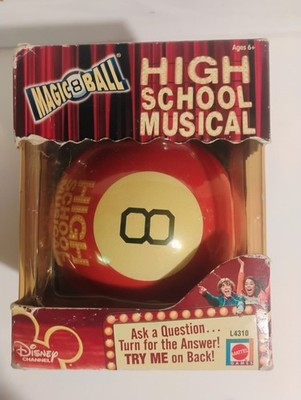 Ages 6+
MAGIC 8 BALL
HIGH
SCHOOL
MUSICAL
HIGH
SCHOOL
8
Ask a Question...
Turn for the Answer!
TRY ME on Back!
L4310
Disney
CHANNEL
MATTEL
GAMES